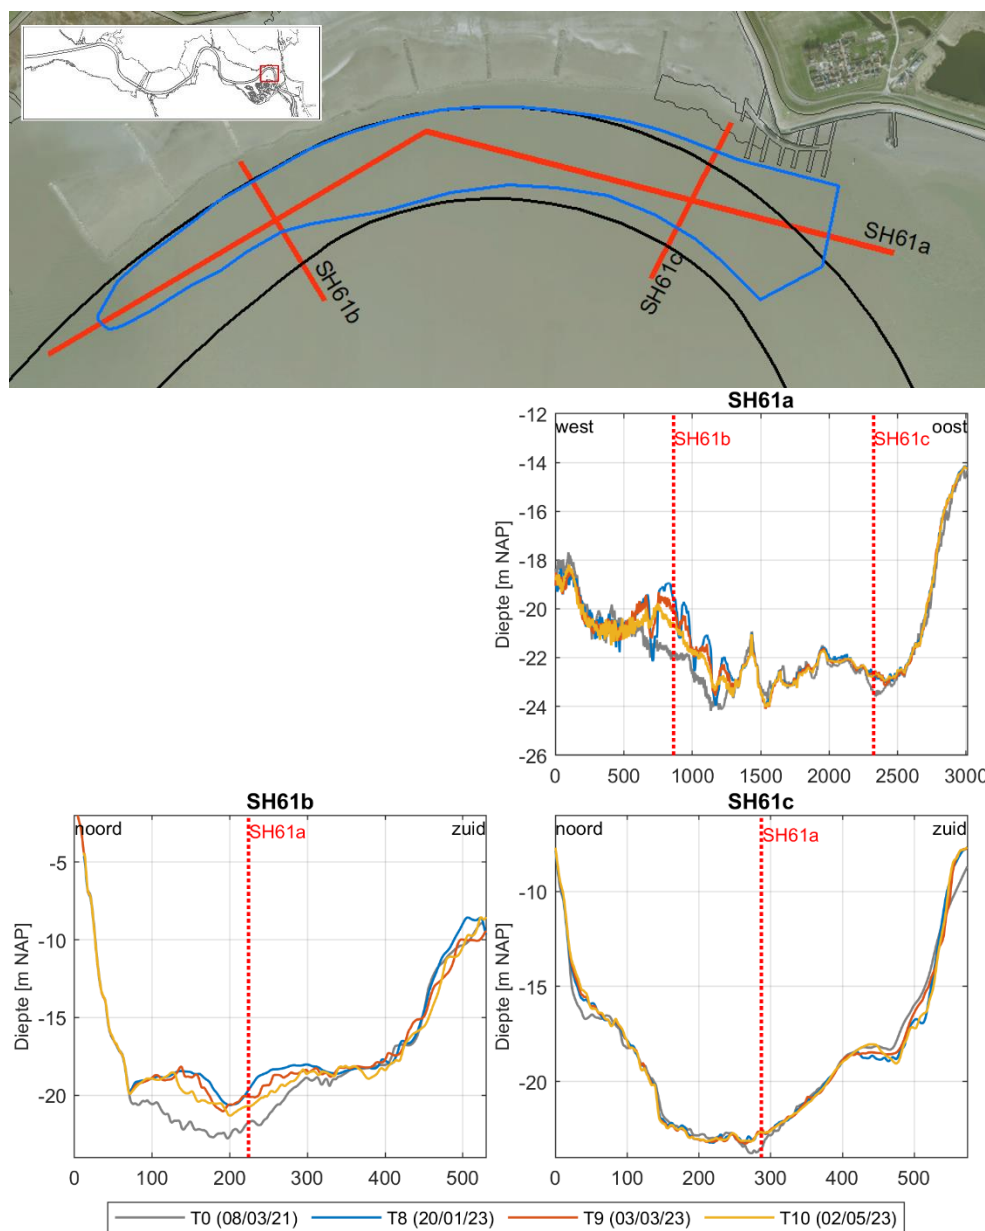 SH61b
SH61c
SH61a
SH61a
west
oost
SH61b
SH61c
Diepte [m NAP]
-12
-14
-16
-18
-20
-22
-24
-26
0 500 1000 1500 2000 2500 3000
SH61b
noord
zuid
SH61a
Diepte [m NAP]
-5
-10
-15
-20
0 100 200 300 400 500
SH61c
noord
zuid
SH61a
Diepte [m NAP]
-10
-15
-20
0 100 200 300 400 500
T0 (08/03/21) T8 (20/01/23) T9 (03/03/23) T10 (02/05/23)